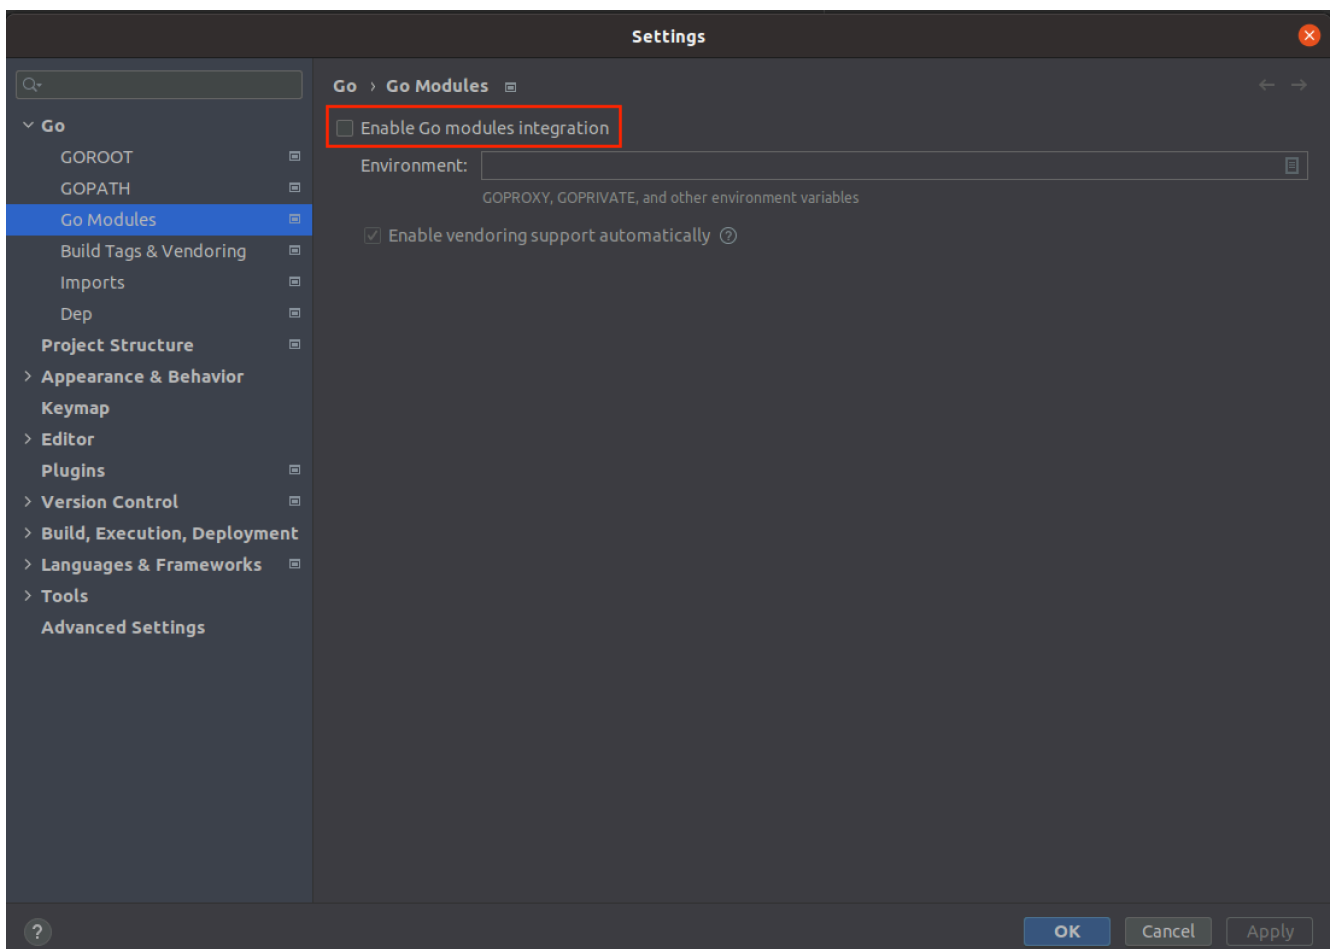 Settings
Go
GOROOT
GOPATH
Go Modules
Build Tags & Vendoring
Imports
Dep
Project Structure
Appearance & Behavior
Keymap
Editor
Plugins
Version Control
Build, Execution, Deployment
Languages & Frameworks
Tools
Advanced Settings
Go › Go Modules
Enable Go modules integration
Environment:
GOPROXY, GOPRIVATE, and other environment variables
Enable vendoring support automatically ?
?
OK Cancel Apply